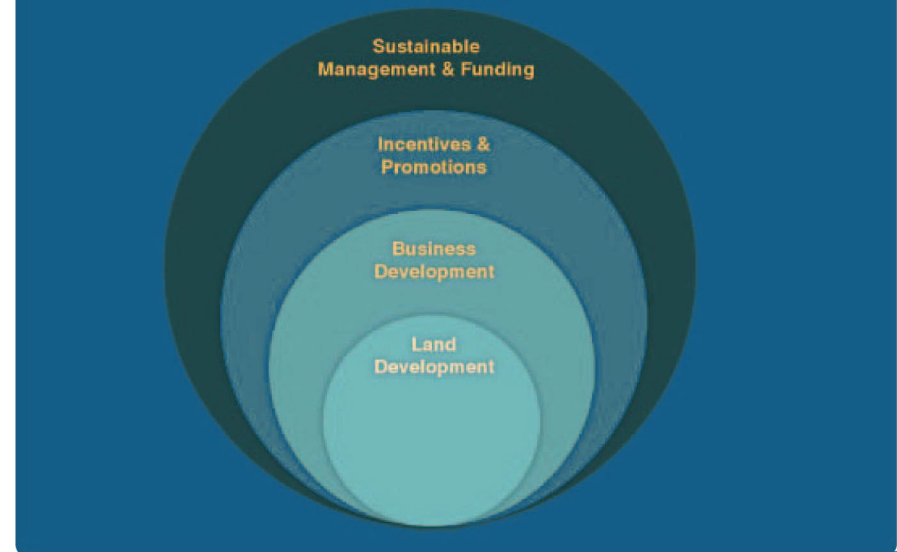 Sustainable
Management & Funding
Incentives &
Promotions
Business
Development
Land
Development